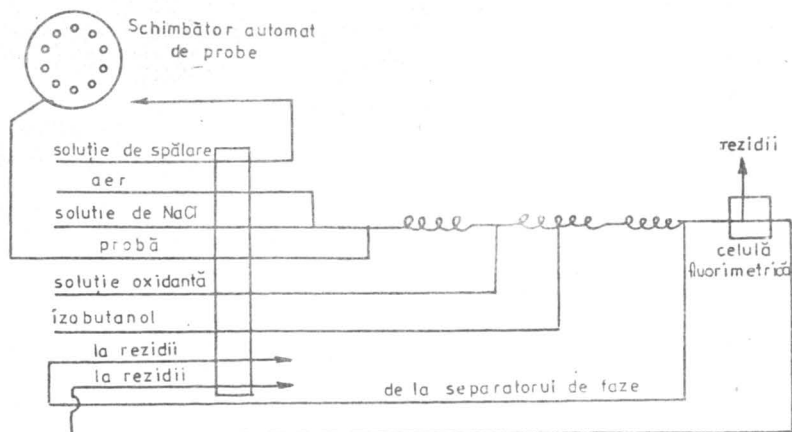 Schimbător automat
de probe
soluție de spălare
aer
soluție de NaCl
probă
soluție oxidantă
izobutanol
la rezidii
la rezidii
de la separatorui de faze
rezidii
celulă
fluorimetrică